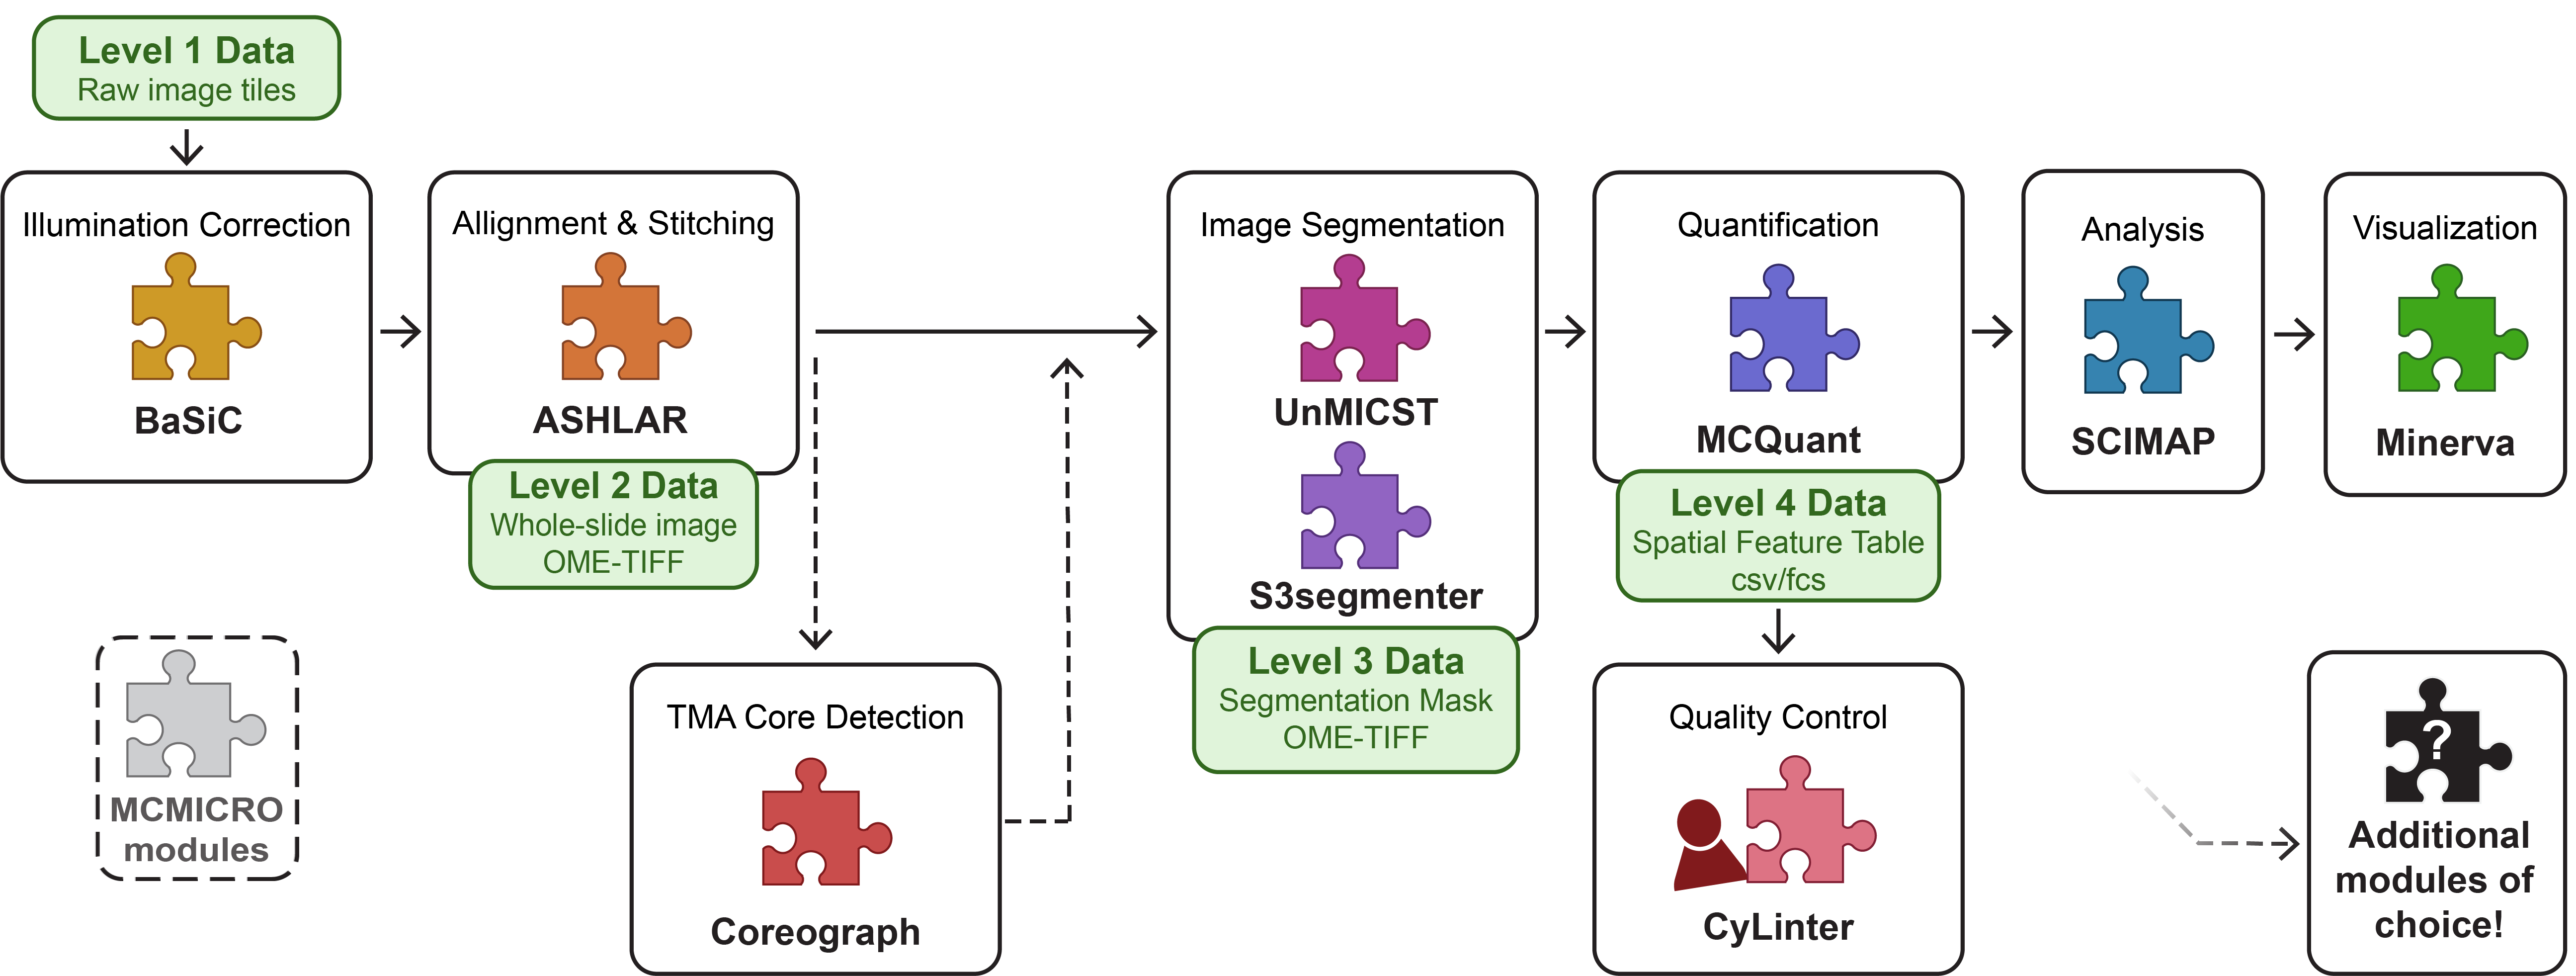 Level 1 Data
Raw image tiles
Illumination Correction
BaSiC
Allignment & Stitching
ASHLAR
Level 2 Data
Whole-slide image
OME-TIFF
TMA Core Detection
Coreograph
Image Segmentation
UnMICST
S3segmenter
Level 3 Data
Segmentation Mask
OME-TIFF
Quantification
MCQuant
Level 4 Data
Spatial Feature Table
csv/fcs
Quality Control
CyLinter
Analysis
SCIMAP
Visualization
Minerva
MCMICRO
modules
?
Additional
modules of
choice!